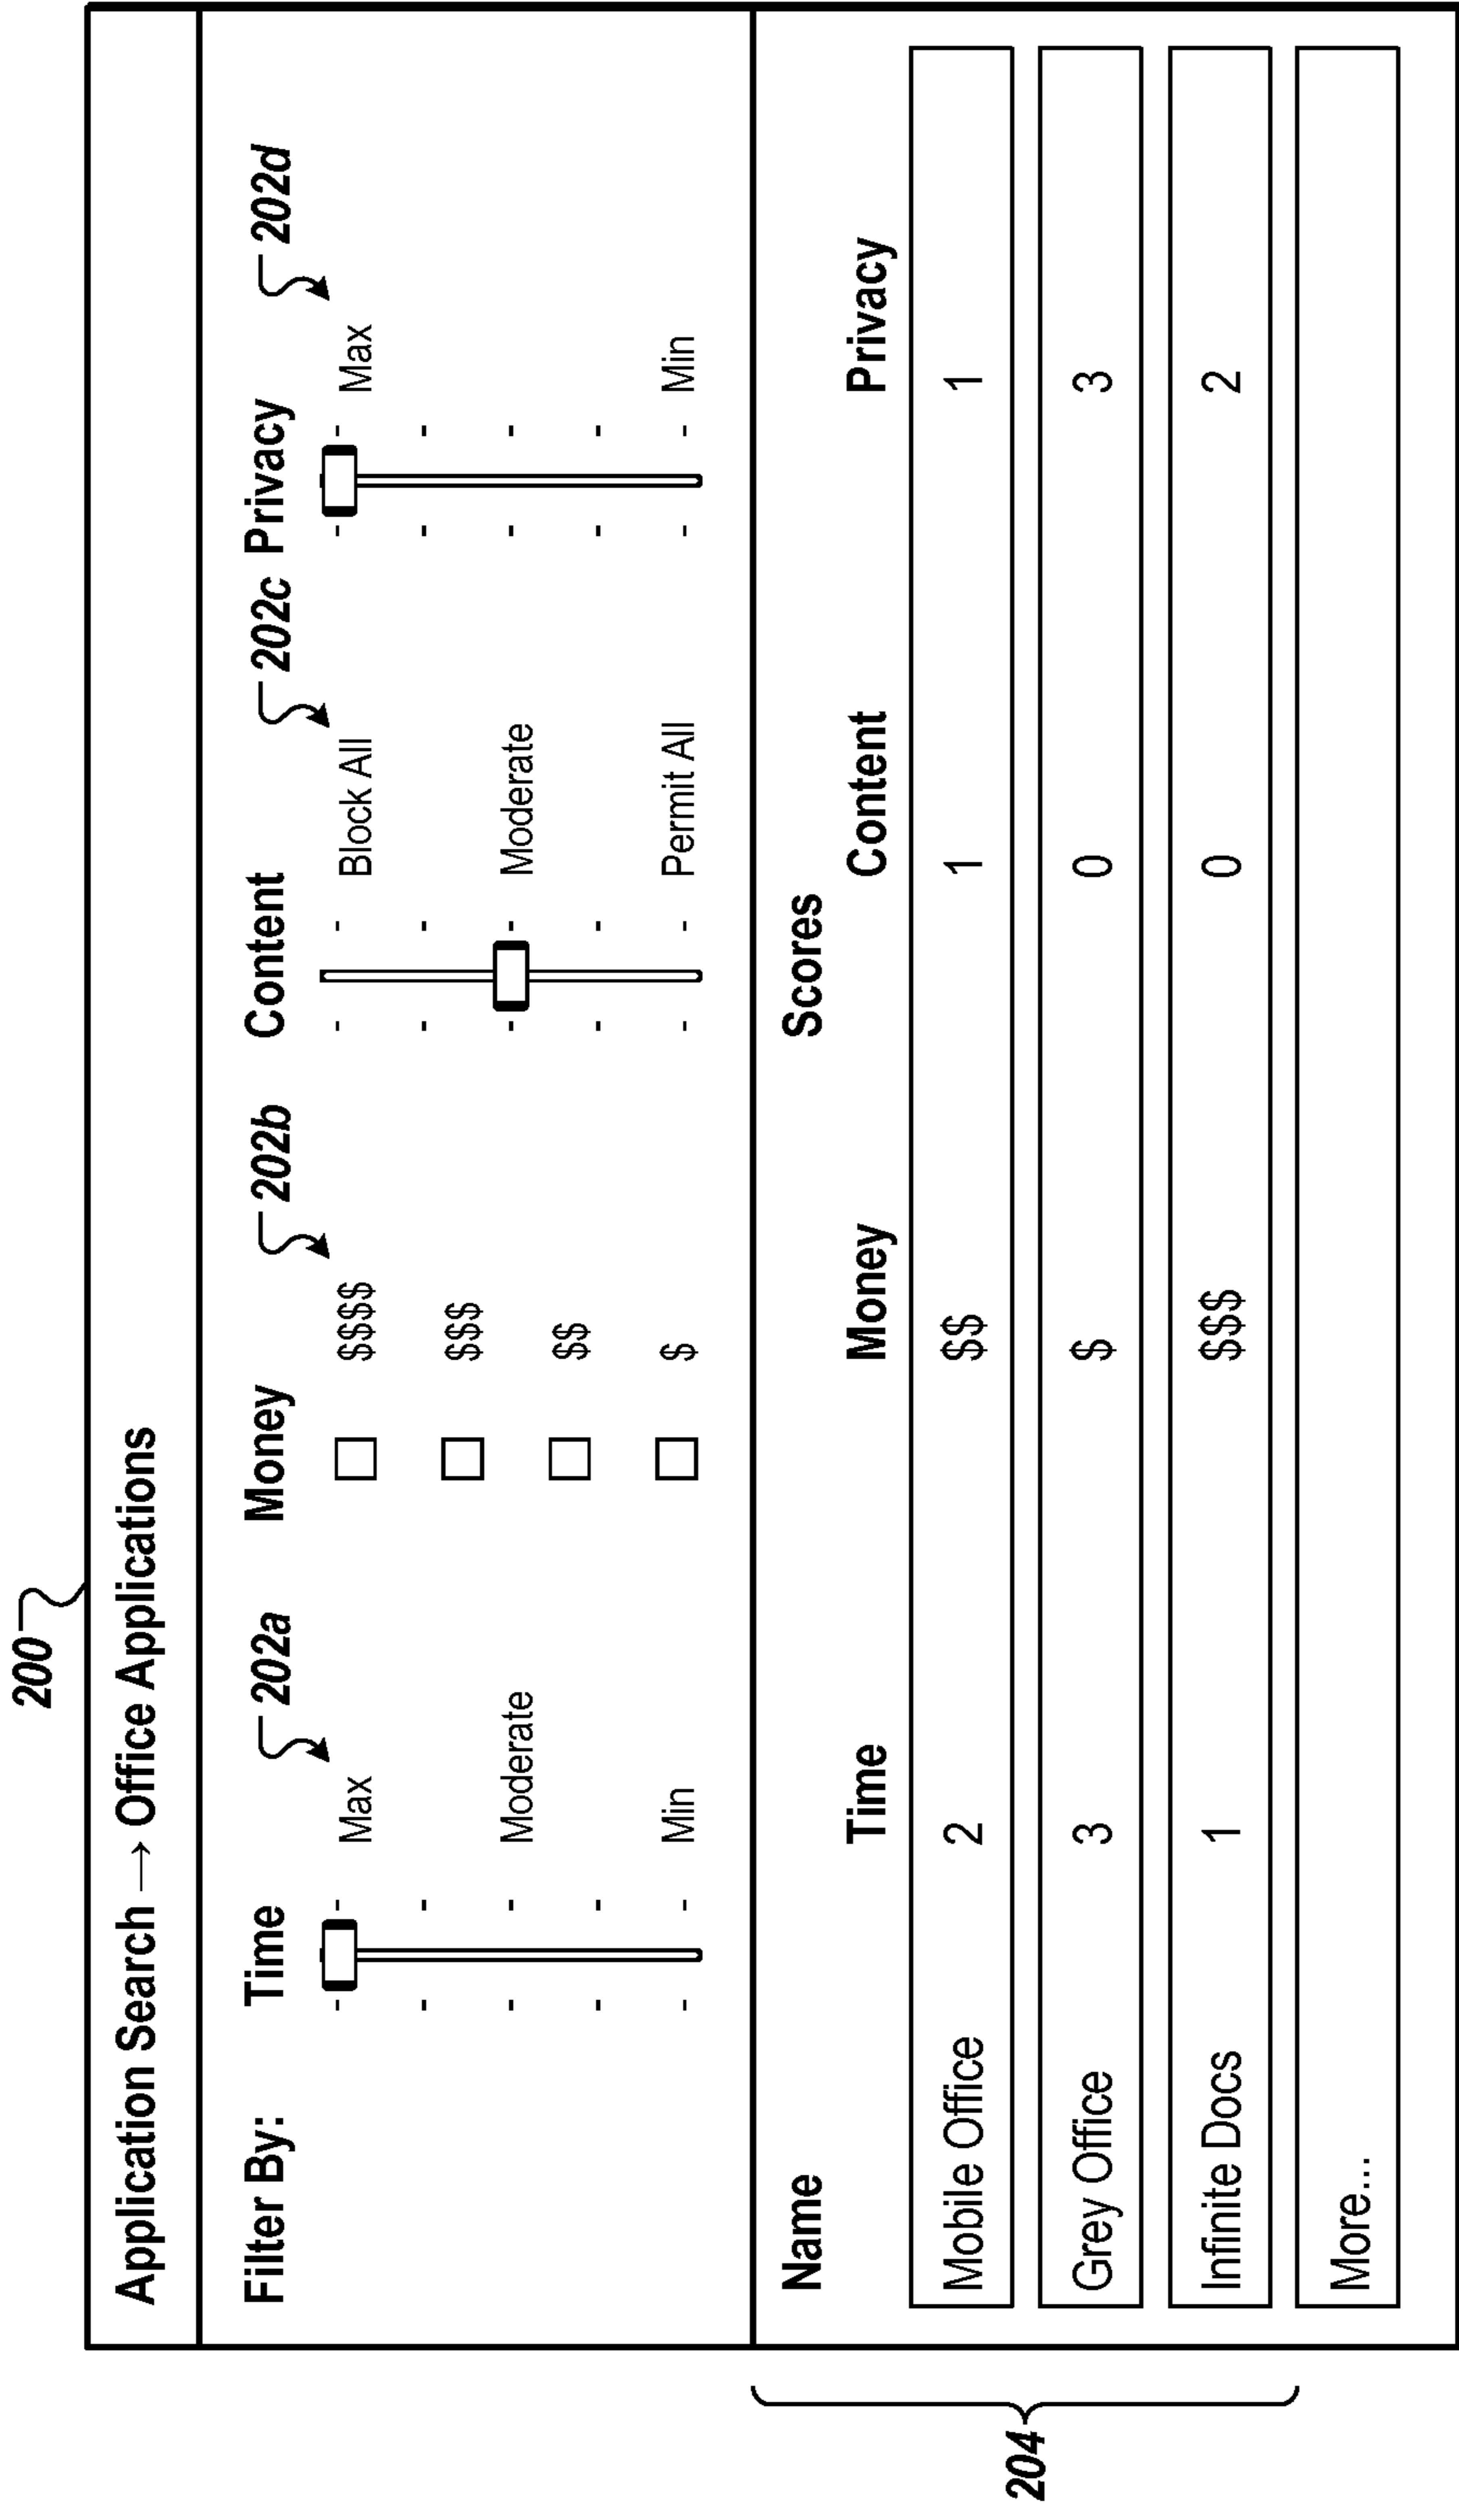 200
Application Search → Office Applications
Filter By: Time 202a Money 202b Content 202c Privacy 202d
Max $$$$ Block All Max
$$$
Moderate Moderate
$$
Min $ Permit All Min
Name Scores
Time Money Content Privacy
Mobile Office 2 $$ 1 1
Grey Office 3 $ 0 3
Infinite Docs 1 $$$ 0 2
More...
204